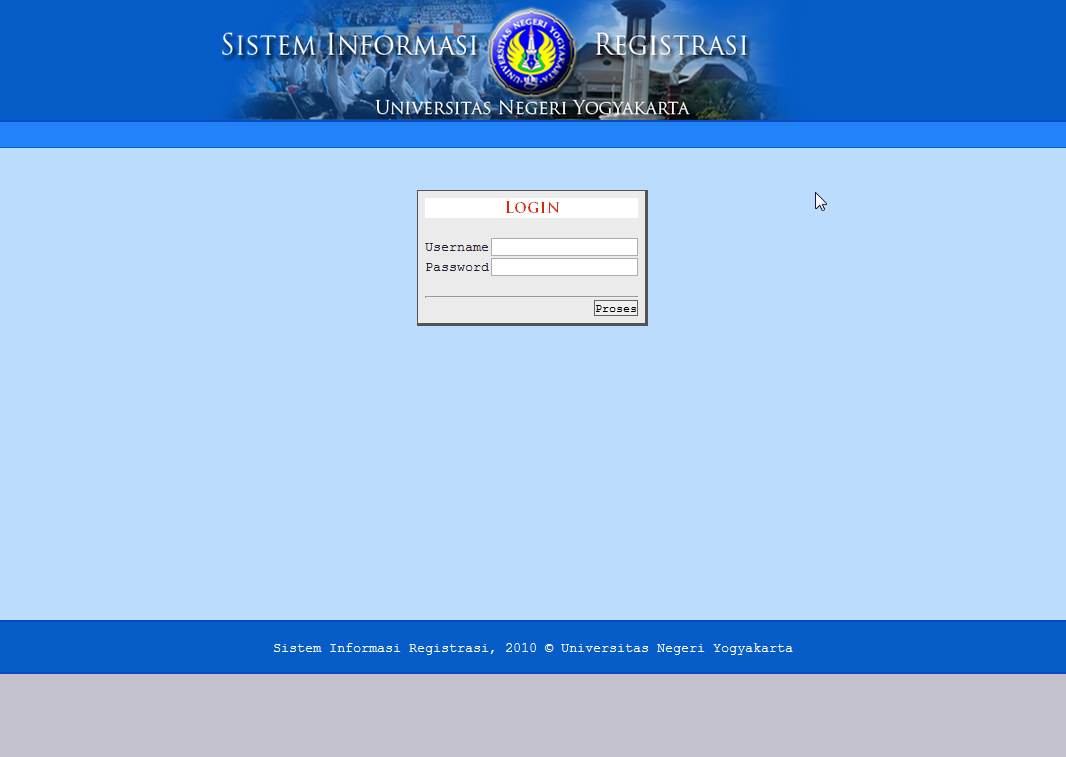 Sistem Informasi Registrasi
UNIVERSITAS NEGERI YOGYAKARTA
Universitas Negeri Yogyakarta
Login
Username
Password
Proses
Sistem Informasi Registrasi, 2010 © Universitas Negeri Yogyakarta